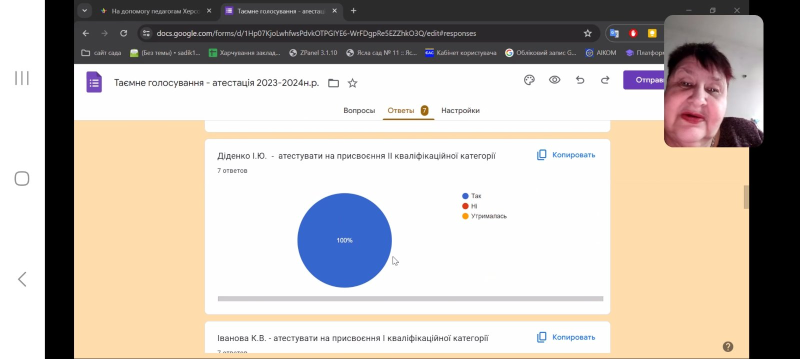 На допомогу педагогам Херсо
Таємне голосування - атестац
docs.google.com/forms/d/1Hp07KjoLwhfwsPdvkOTPGlYE6-WrFDgpRe5EZZhkO3Q/edit#responses
сайт сада
(Без теми) - sadik1...
Харчування заклад...
ZPanel 3.1.10
Ясла сад № 11 :: Яс...
Кабінет користувача
Обліковий запис G...
АІКОМ
Платфор
Таємне голосування - атестація 2023-2024н.р.
Отправ
Вопросы
Ответы 7
Настройки
Діденко І.Ю. - атестувати на присвоєння ІІ кваліфікаційної категорії
Копировать
7 ответов
Так
Ні
Утрималась
100%
Іванова К.В. - атестувати на присвоєння І кваліфікаційної категорії
Копировать
7 ответов